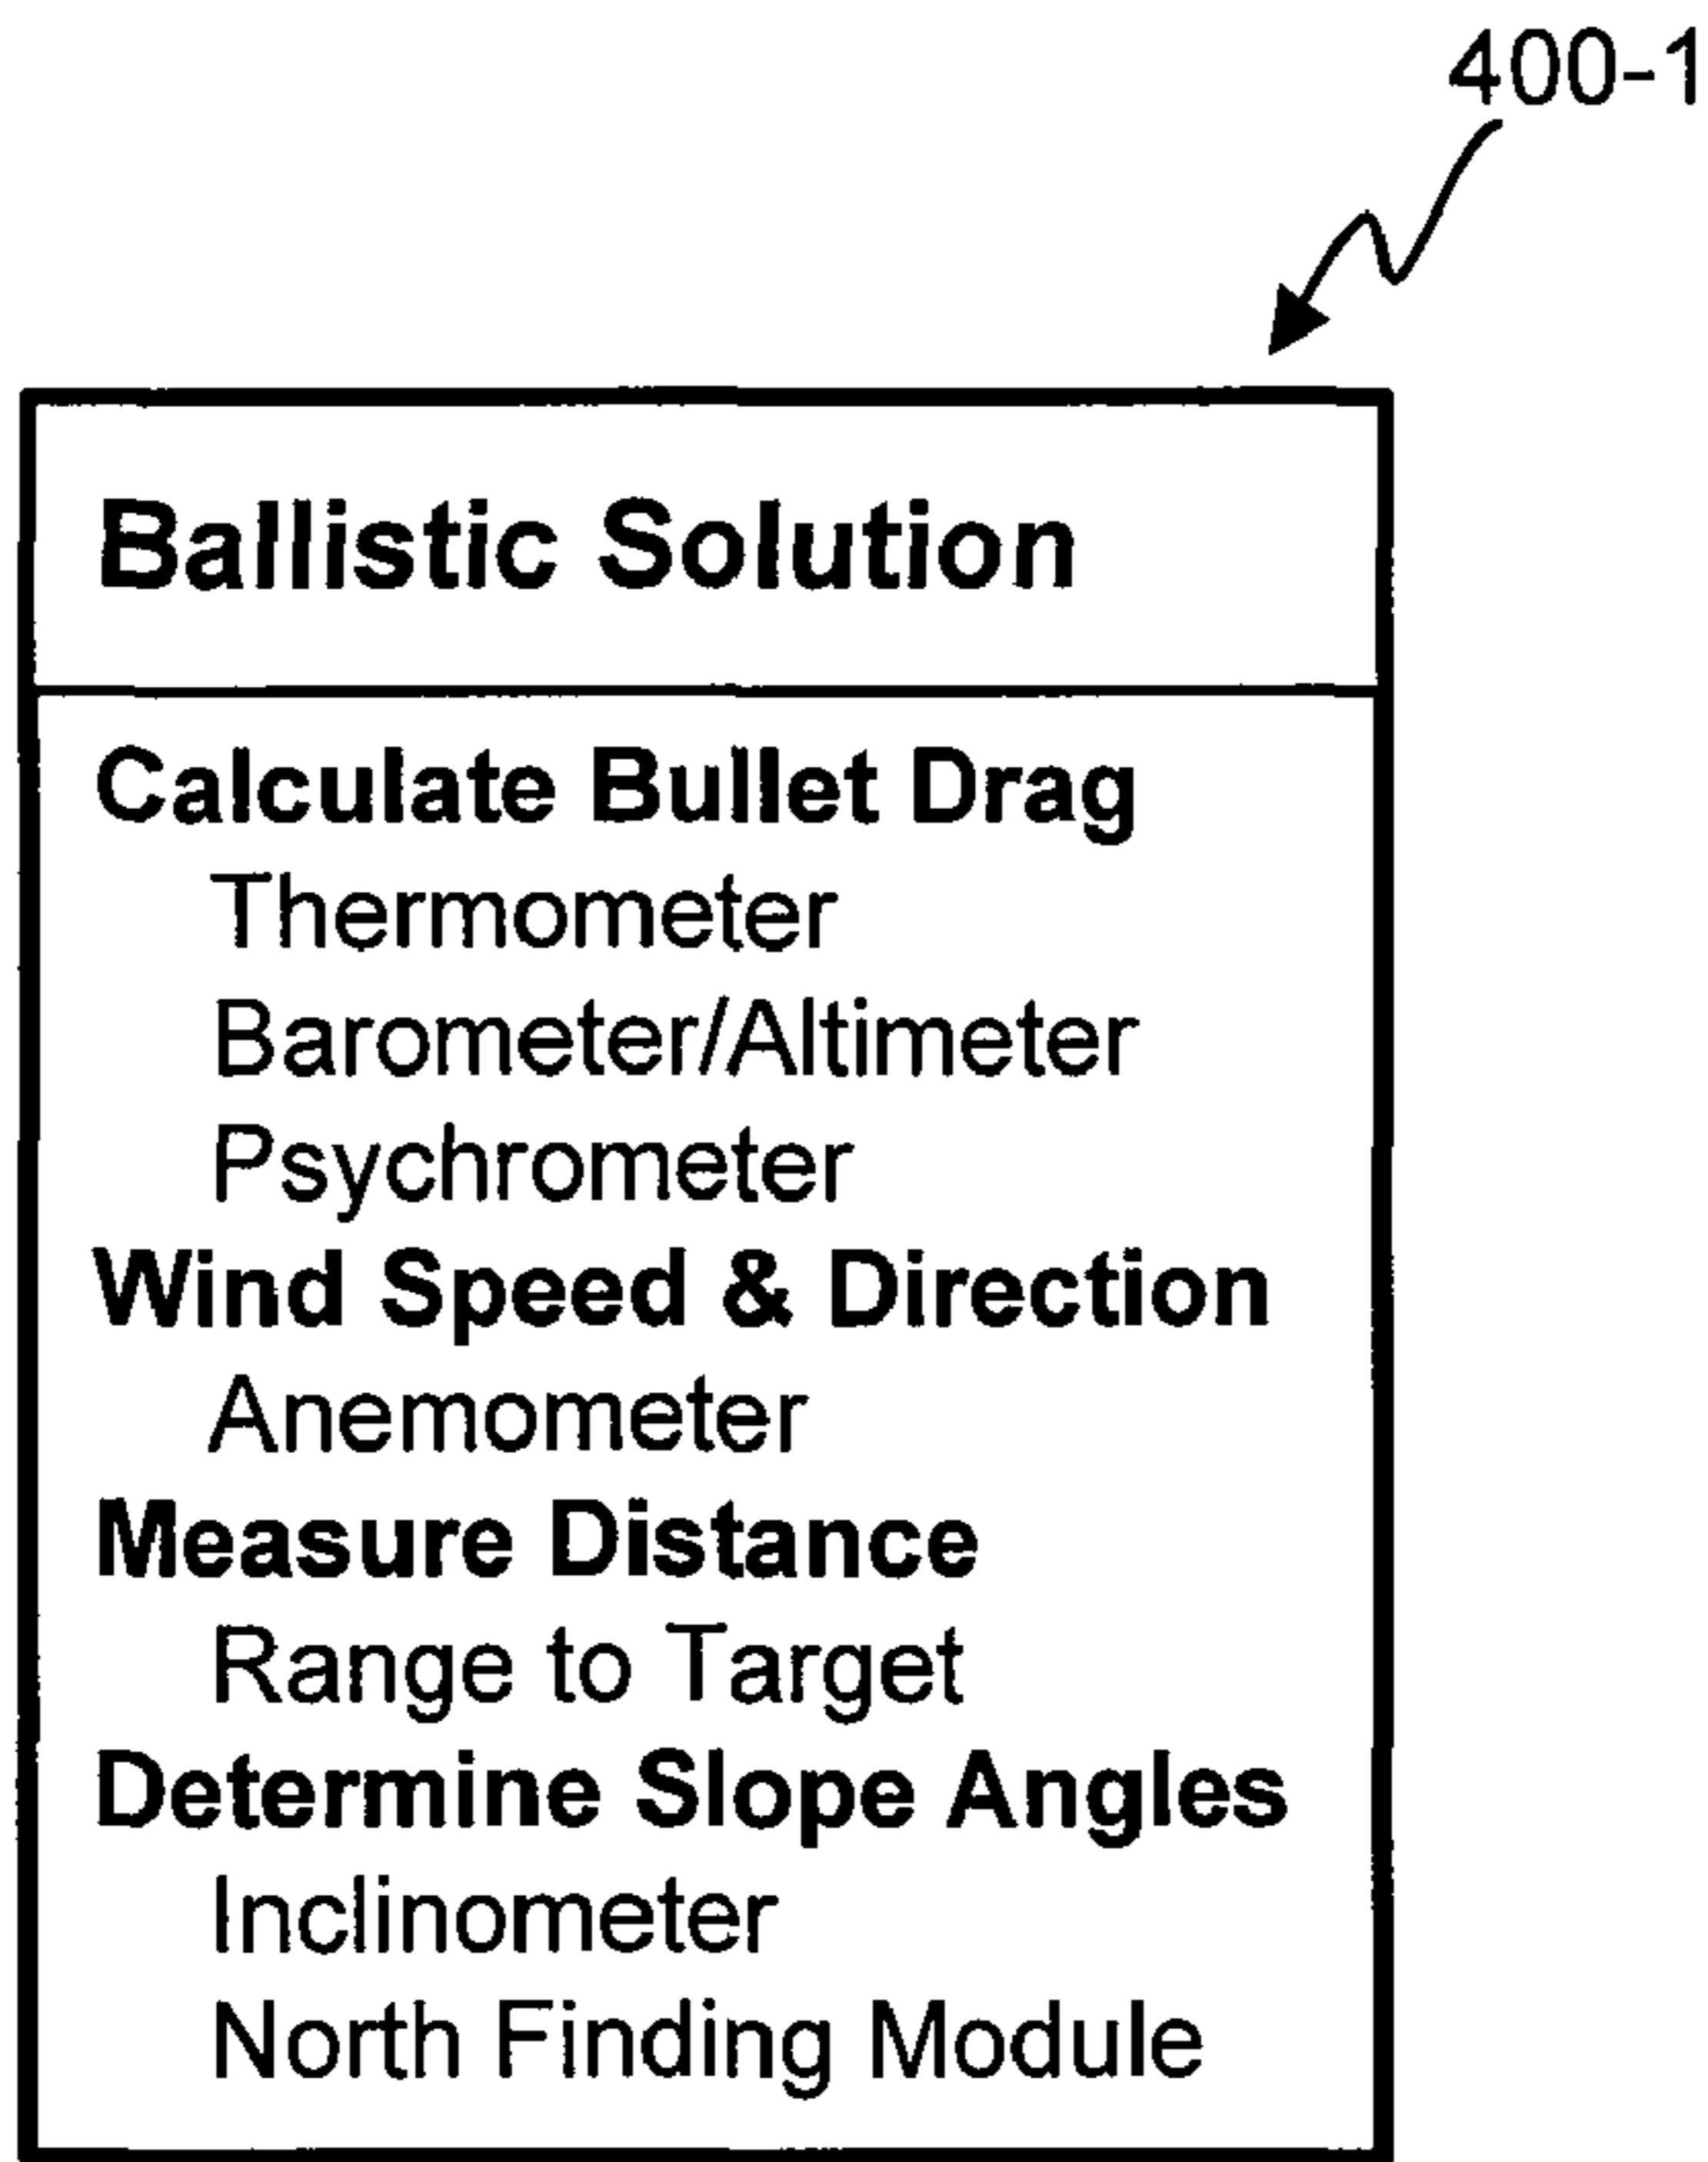 400-1
Ballistic Solution
Calculate Bullet Drag
Thermometer
Barometer/Altimeter
Psychrometer
Wind Speed & Direction
Anemometer
Measure Distance
Range to Target
Determine Slope Angles
Inclinometer
North Finding Module